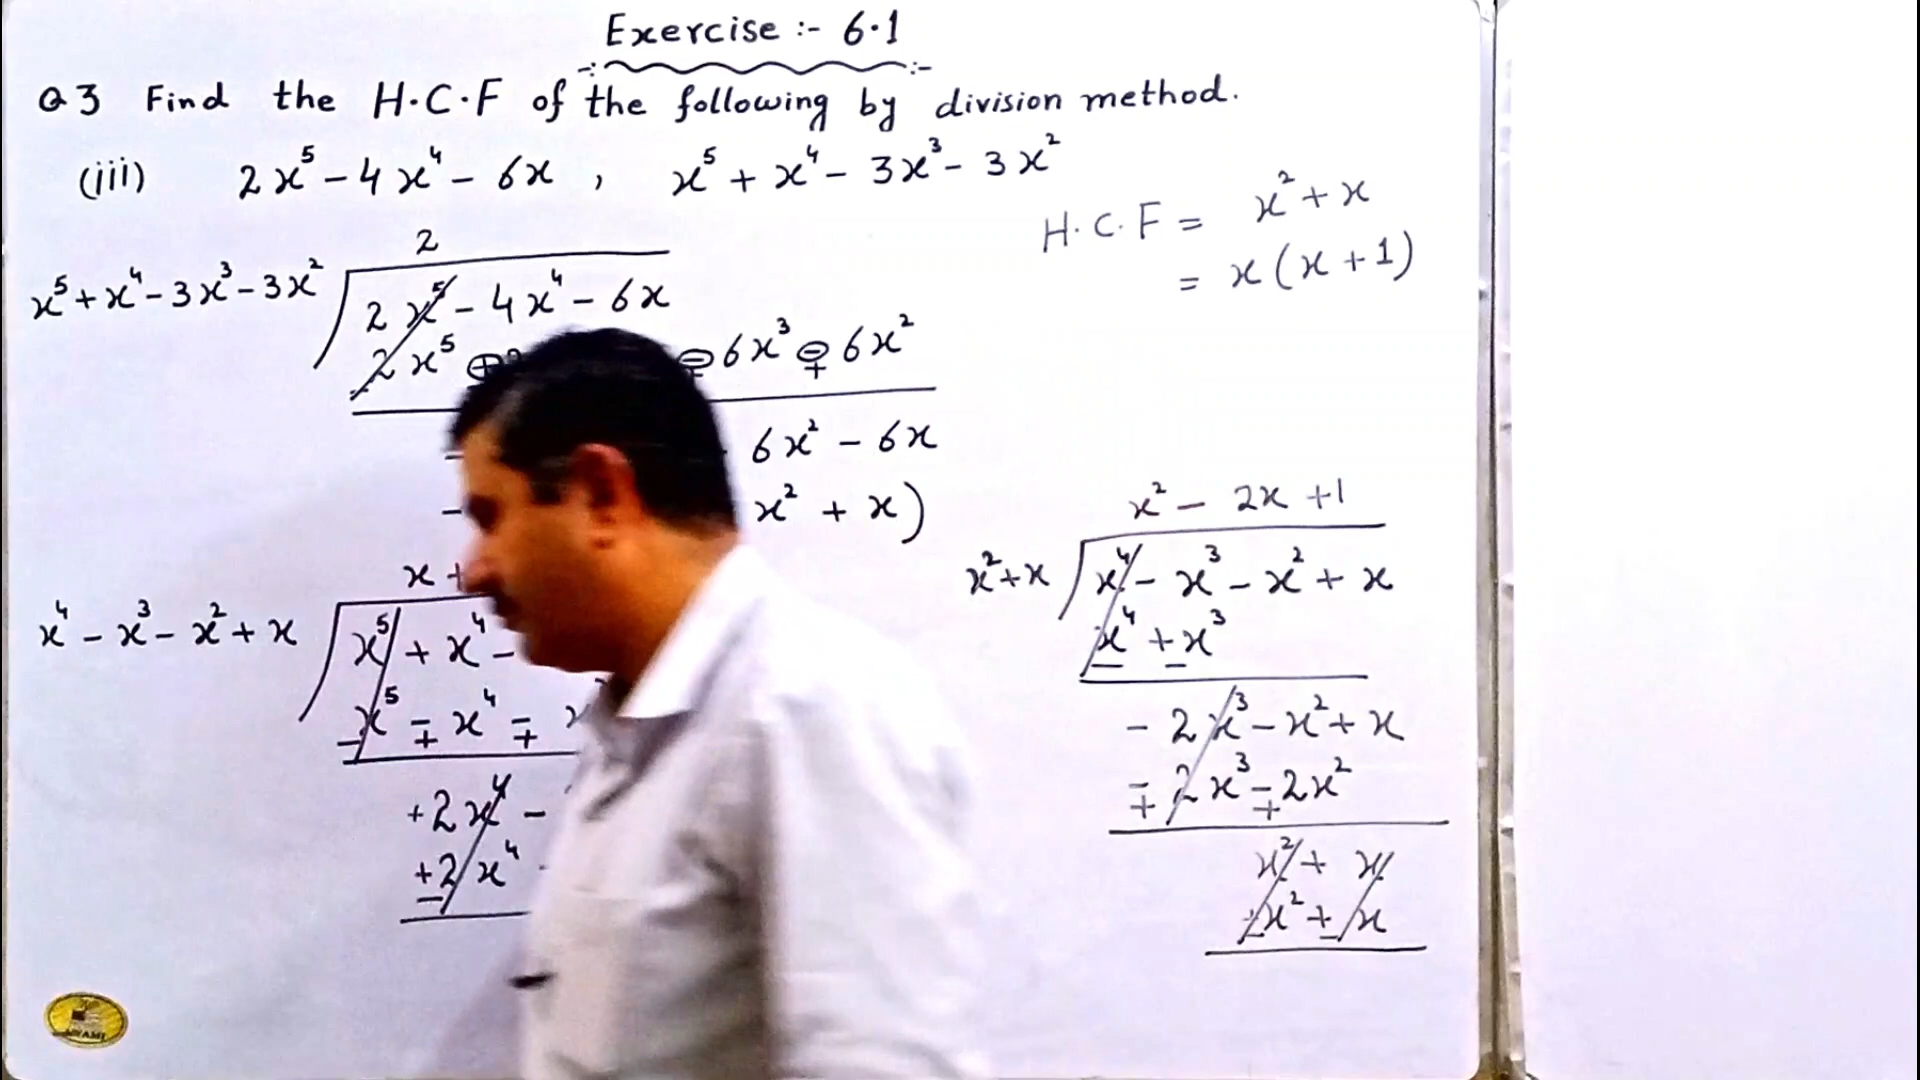 Exercise :- 6.1
Q3 Find the H.C.F of the following by division method.
(iii) 2x⁵ - 4x⁴ - 6x , x⁵ + x⁴ - 3x³ - 3x²
H.C.F = x² + x
= x(x+1)
2
x⁵ + x⁴ - 3x³ - 3x² 2x⁵ - 4x⁴ - 6x
2x⁵ 6x³ 6x²
6x² - 6x
x² + x)
x +
x⁴ - x³ - x² + x x⁵ + x⁴ -
x⁵ x⁴
+2x⁴ -
+2x⁴
x² - 2x + 1
x² + x x⁴ - x³ - x² + x
x⁴ + x³
- 2x³ - x² + x
- 2x³ - 2x²
x² + x
x² + x